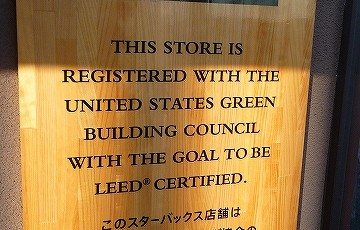 THIS STORE IS
REGISTERED WITH THE
UNITED STATES GREEN
BUILDING COUNCIL
WITH THE GOAL TO BE
LEED® CERTIFIED.
このスターバックス店舗は